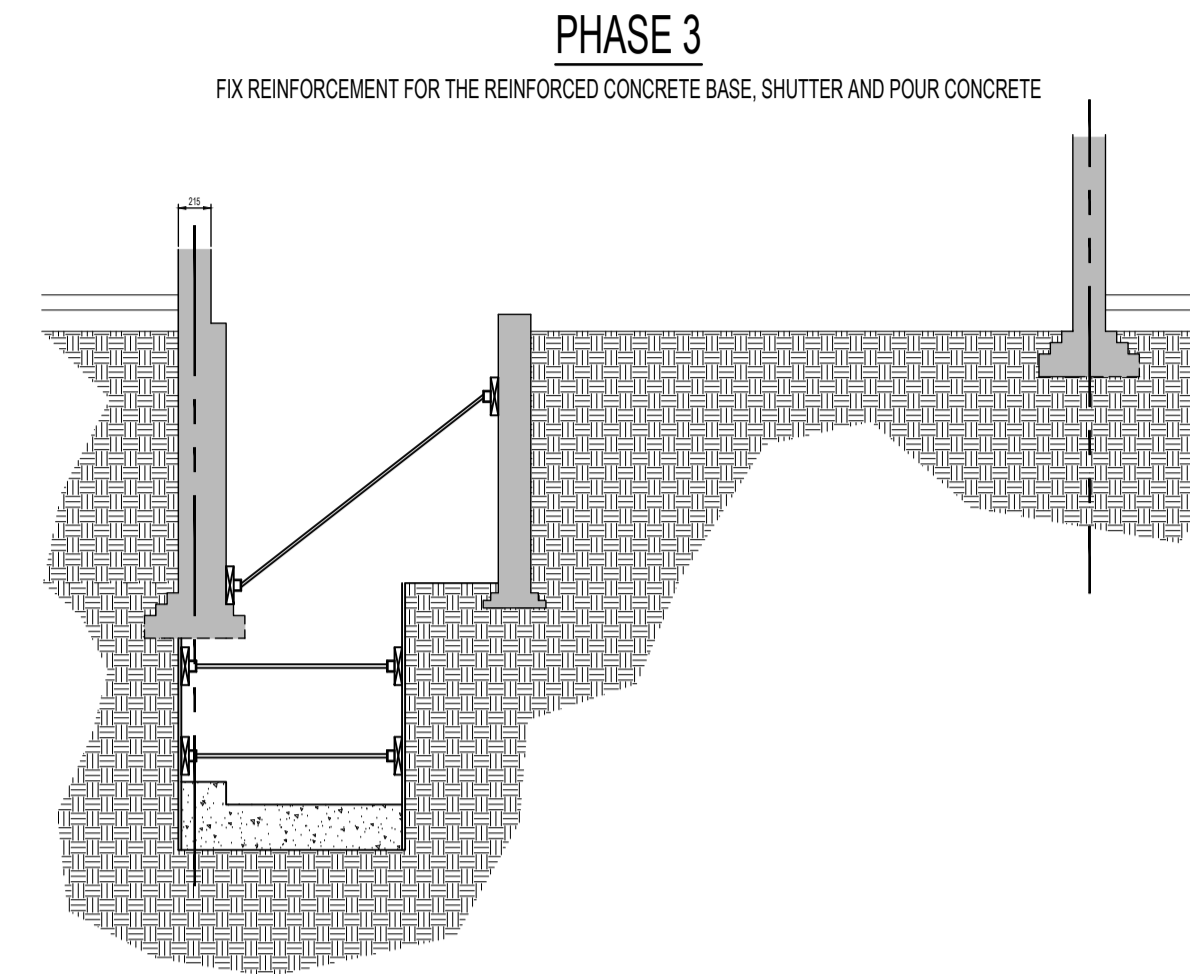 PHASE 3
FIX REINFORCEMENT FOR THE REINFORCED CONCRETE BASE, SHUTTER AND POUR CONCRETE
215